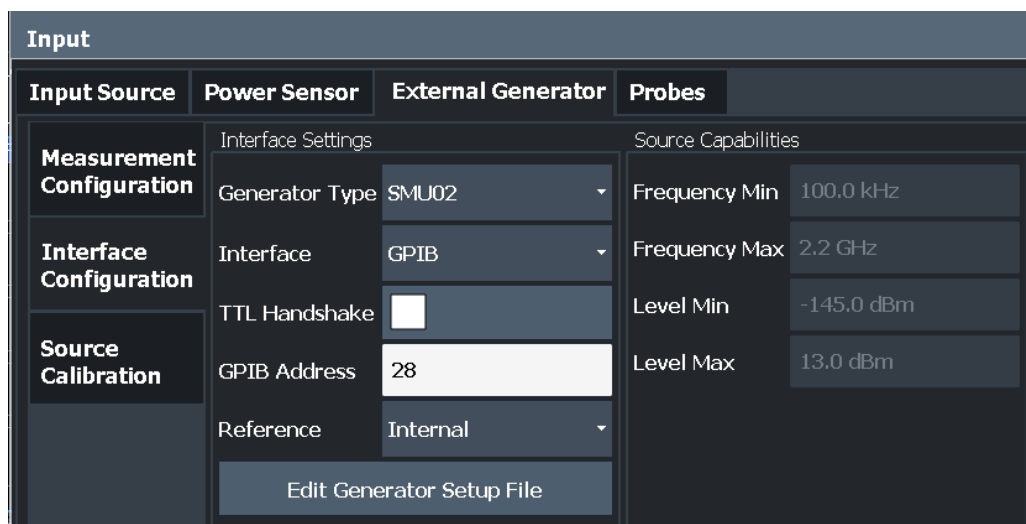 Input
Input Source Power Sensor External Generator Probes
Measurement
Configuration
Interface
Configuration
Source
Calibration
Interface Settings
Generator Type SMU02
Interface GPIB
TTL Handshake
GPIB Address 28
Reference Internal
Edit Generator Setup File
Source Capabilities
Frequency Min 100.0 kHz
Frequency Max 2.2 GHz
Level Min -145.0 dBm
Level Max 13.0 dBm